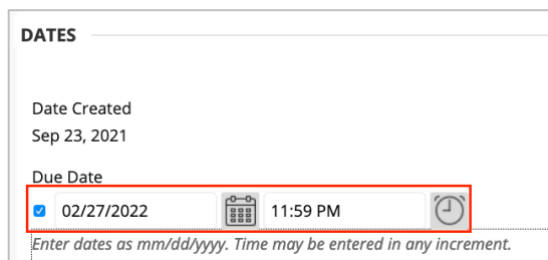 DATES
Date Created
Sep 23, 2021
Due Date
02/27/2022 11:59 PM
Enter dates as mm/dd/yyyy. Time may be entered in any increment.